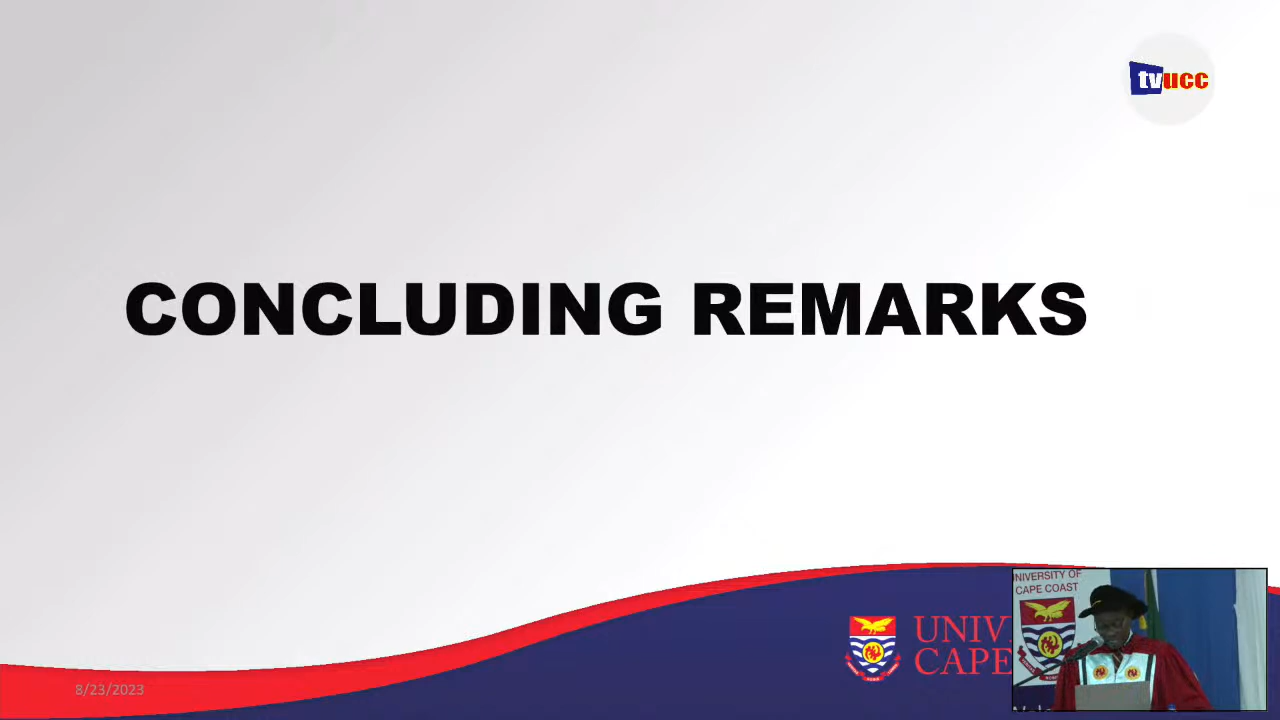 tvucc
CONCLUDING REMARKS
UNIV
CAPE
8/23/2023
UNIVERSITY OF
CAPE COAST